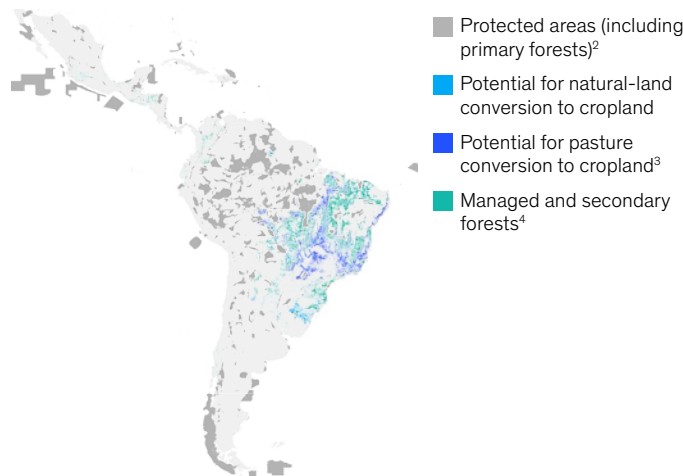 Protected areas (including
primary forests)2
Potential for natural-land
conversion to cropland
Potential for pasture
conversion to cropland3
Managed and secondary
forests4